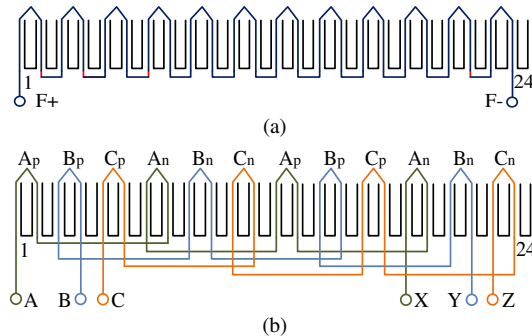 1 24
F+ F-
(a)
Ap Bp Cp An Bn Cn Ap Bp Cp An Bn Cn
1 24
A B C X Y Z
(b)